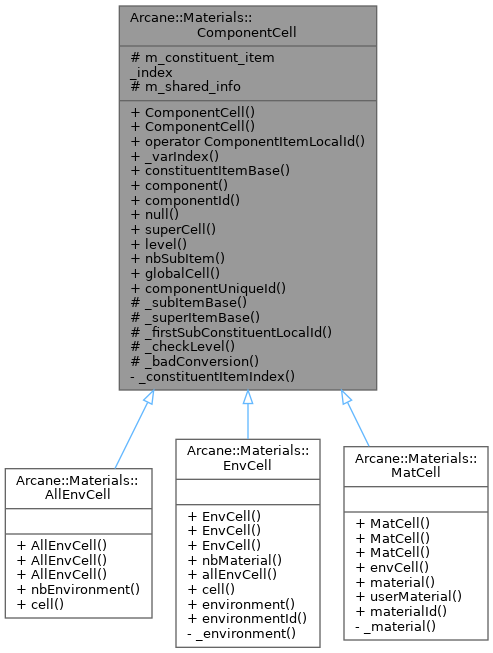 Arcane::Materials::
ComponentCell
# m_constituent_item
_index
# m_shared_info
+ ComponentCell()
+ ComponentCell()
+ operator ComponentItemLocalId()
+ _varIndex()
+ constituentItemBase()
+ component()
+ componentId()
+ null()
+ superCell()
+ level()
+ nbSubItem()
+ globalCell()
+ componentUniqueId()
# _subItemBase()
# _superItemBase()
# _firstSubConstituentLocalId()
# _checkLevel()
# _badConversion()
- _constituentItemIndex()
Arcane::Materials::
AllEnvCell
+ AllEnvCell()
+ AllEnvCell()
+ AllEnvCell()
+ nbEnvironment()
+ cell()
Arcane::Materials::
EnvCell
+ EnvCell()
+ EnvCell()
+ EnvCell()
+ nbMaterial()
+ allEnvCell()
+ cell()
+ environment()
+ environmentId()
- _environment()
Arcane::Materials::
MatCell
+ MatCell()
+ MatCell()
+ MatCell()
+ envCell()
+ material()
+ userMaterial()
+ materialId()
- _material()